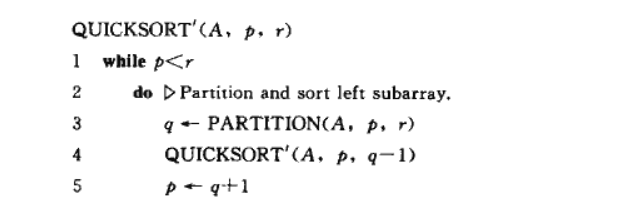 QUICKSORT′(A, p, r)
1 while p<r
2 do ▷Partition and sort left subarray.
3 q ← PARTITION(A, p, r)
4 QUICKSORT′(A, p, q−1)
5 p ← q+1